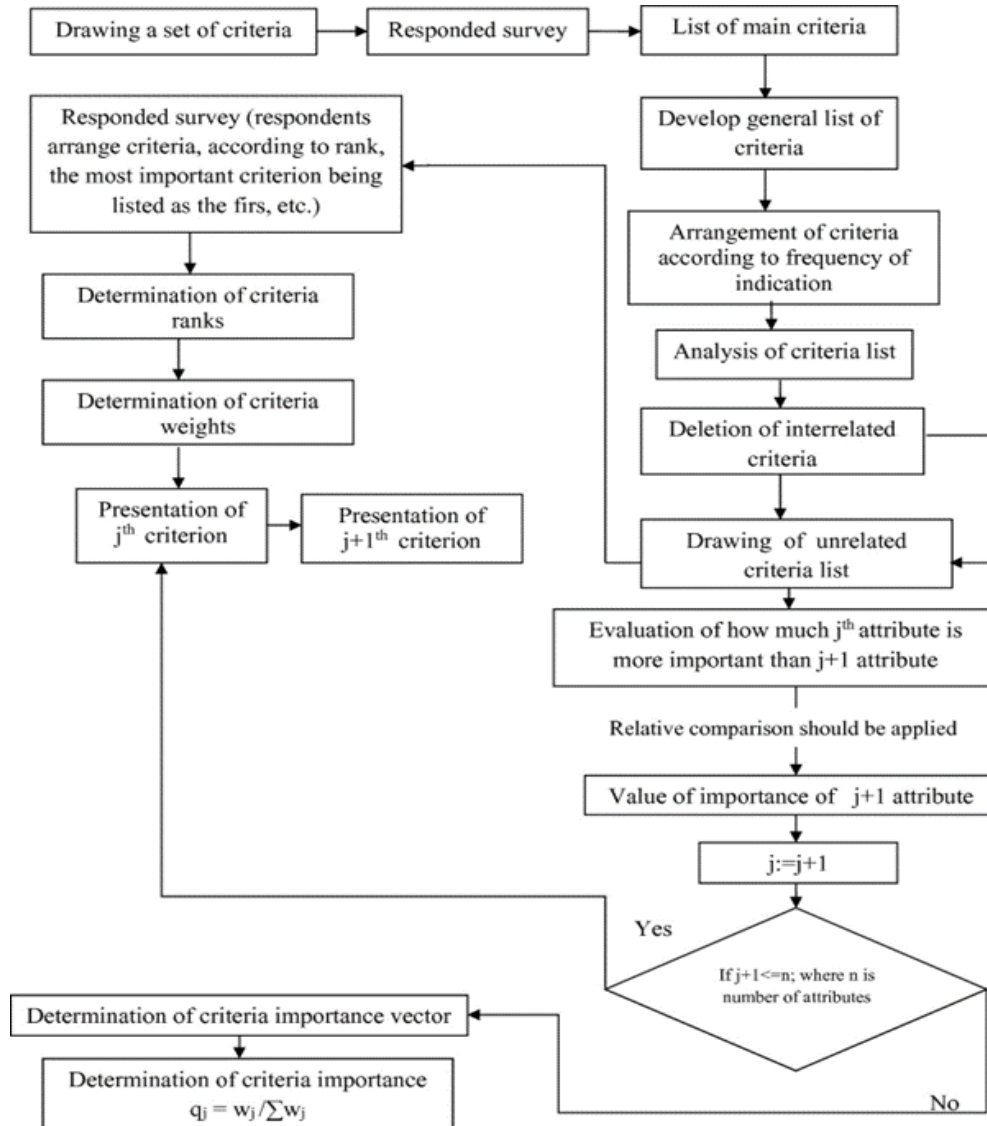 Drawing a set of criteria
Responded survey
List of main criteria
Develop general list of
criteria
Responded survey (respondents
arrange criteria, according to rank,
the most important criterion being
listed as the firs, etc.)
Arrangement of criteria
according to frequency of
indication
Determination of criteria
ranks
Analysis of criteria list
Determination of criteria
weights
Deletion of interrelated
criteria
Presentation of
jth criterion
Presentation of
j+1th criterion
Drawing of unrelated
criteria list
Evaluation of how much jth attribute is
more important than j+1 attribute
Relative comparison should be applied
Value of importance of j+1 attribute
j:=j+1
Yes
If j+1<=n; where n is
number of attributes
Determination of criteria importance vector
Determination of criteria importance
qj = wj /∑wj
No